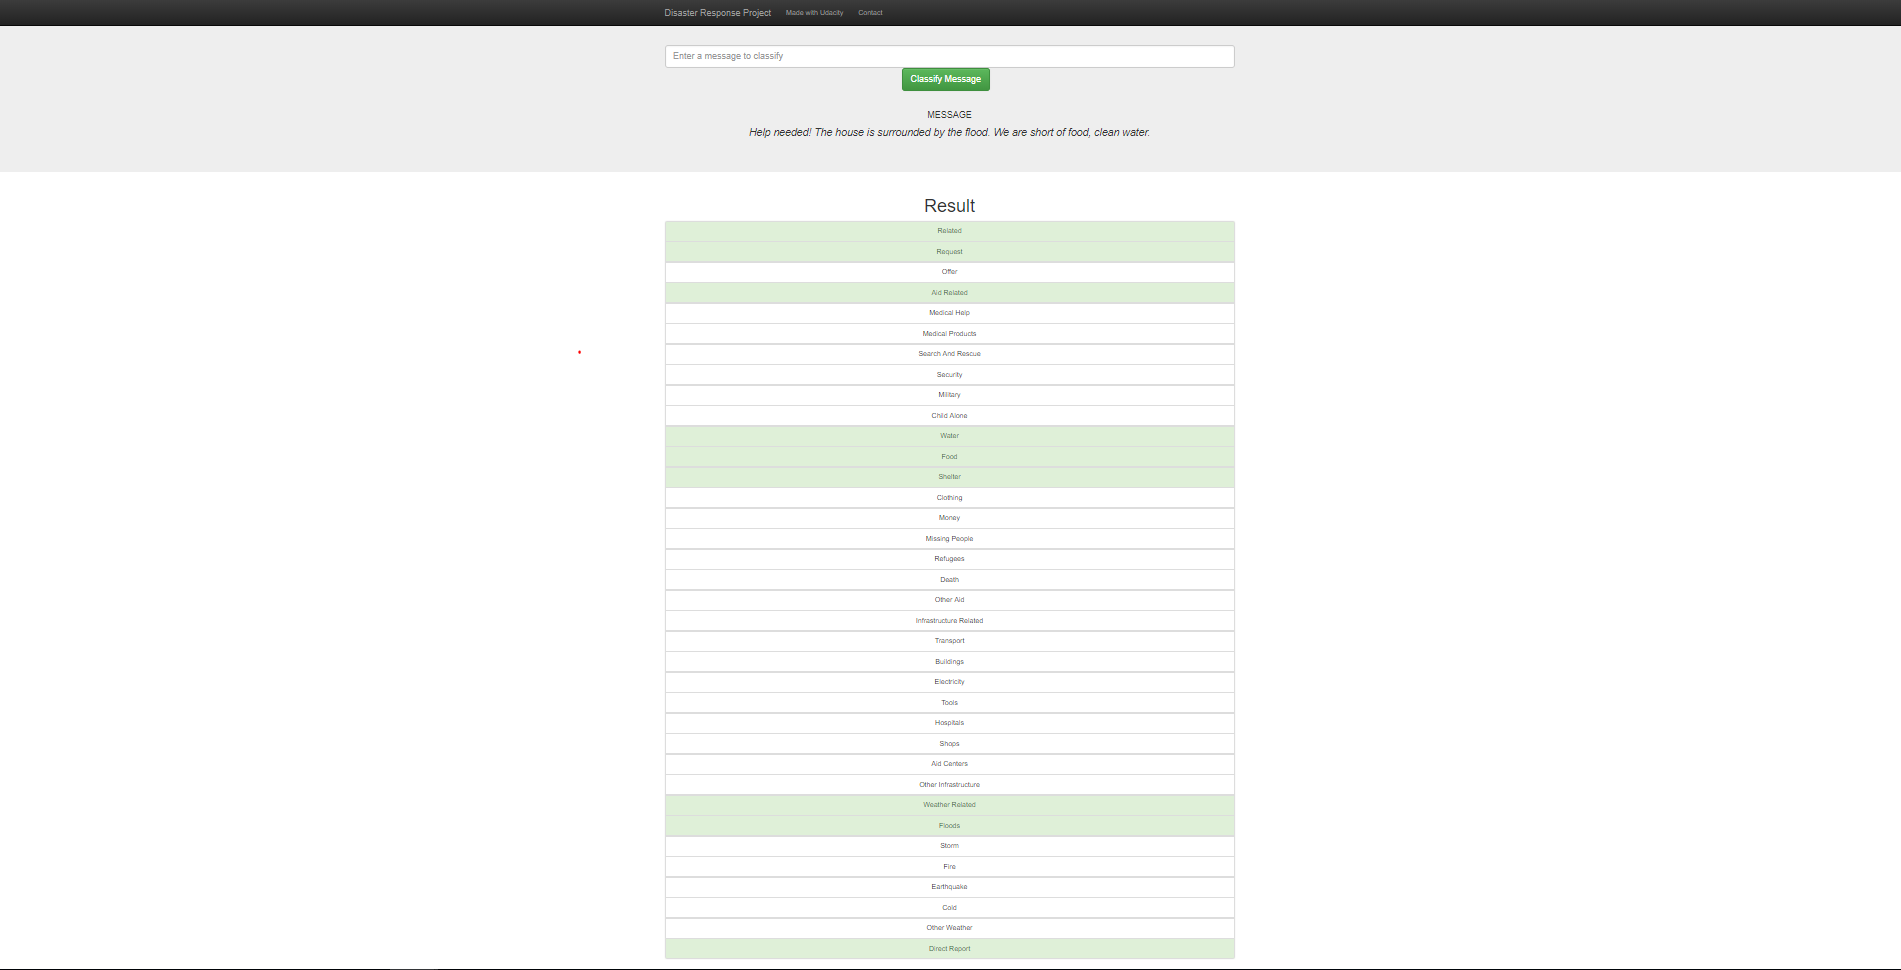 Disaster Response Project Made with Udacity Contact
Enter a message to classify
Classify Message
MESSAGE
Help needed! The house is surrounded by the flood. We are short of food, clean water.
Result
Related
Request
Offer
Aid Related
Medical Help
Medical Products
Search And Rescue
Security
Military
Child Alone
Water
Food
Shelter
Clothing
Money
Missing People
Refugees
Death
Other Aid
Infrastructure Related
Transport
Buildings
Electricity
Tools
Hospitals
Shops
Aid Centers
Other Infrastructure
Weather Related
Floods
Storm
Fire
Earthquake
Cold
Other Weather
Direct Report